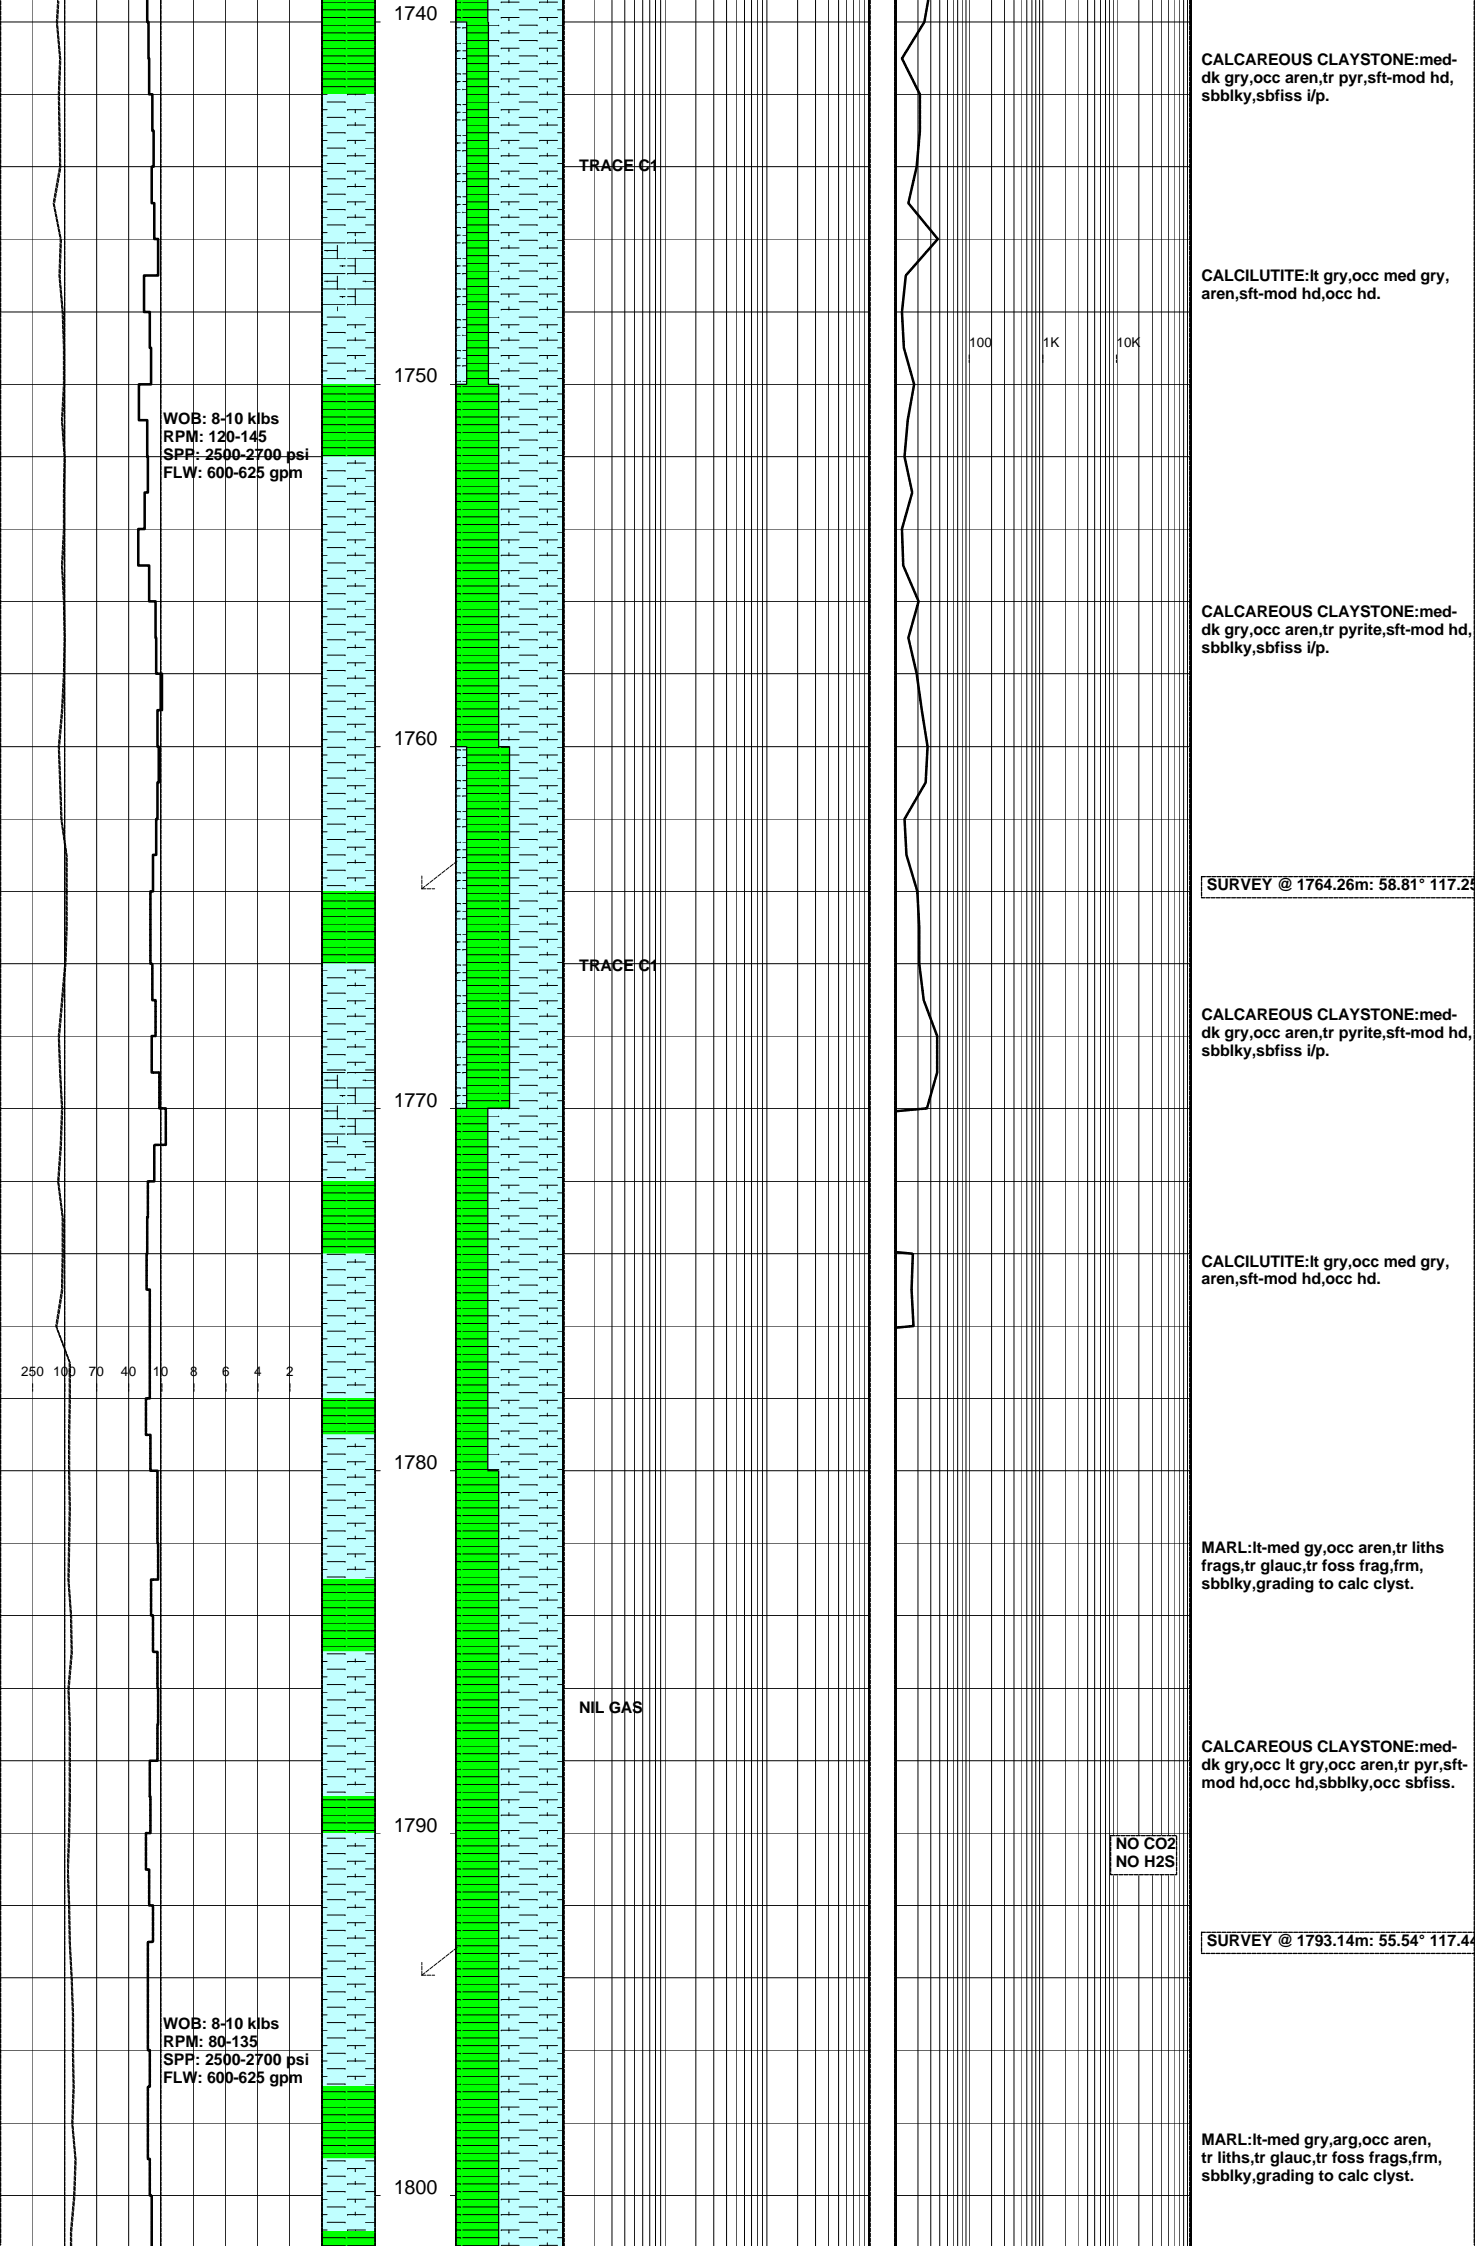 1740
CALCAREOUS CLAYSTONE:med-
dk gry,occ aren,tr pyr,sft-mod hd,
sbblky,sbfiss i/p.
TRACE C1
CALCILUTITE:lt gry,occ med gry,
aren,sft-mod hd,occ hd.
100 1K 10K
1750
WOB: 8-10 klbs
RPM: 120-145
SPP: 2500-2700 psi
FLW: 600-625 gpm
CALCAREOUS CLAYSTONE:med-
dk gry,occ aren,tr pyrite,sft-mod hd,
sbblky,sbfiss i/p.
1760
SURVEY @ 1764.26m: 58.81° 117.25
TRACE C1
CALCAREOUS CLAYSTONE:med-
dk gry,occ aren,tr pyrite,sft-mod hd,
sbblky,sbfiss i/p.
1770
CALCILUTITE:lt gry,occ med gry,
aren,sft-mod hd,occ hd.
250 100 70 40 10 8 6 4 2
1780
MARL:lt-med gy,occ aren,tr liths
frags,tr glauc,tr foss frag,frm,
sbblky,grading to calc clyst.
NIL GAS
CALCAREOUS CLAYSTONE:med-
dk gry,occ lt gry,occ aren,tr pyr,sft-
mod hd,occ hd,sbblky,occ sbfiss.
1790
NO CO2
NO H2S
SURVEY @ 1793.14m: 55.54° 117.44
WOB: 8-10 klbs
RPM: 80-135
SPP: 2500-2700 psi
FLW: 600-625 gpm
MARL:lt-med gry,arg,occ aren,
tr liths,tr glauc,tr foss frags,frm,
sbblky,grading to calc clyst.
1800